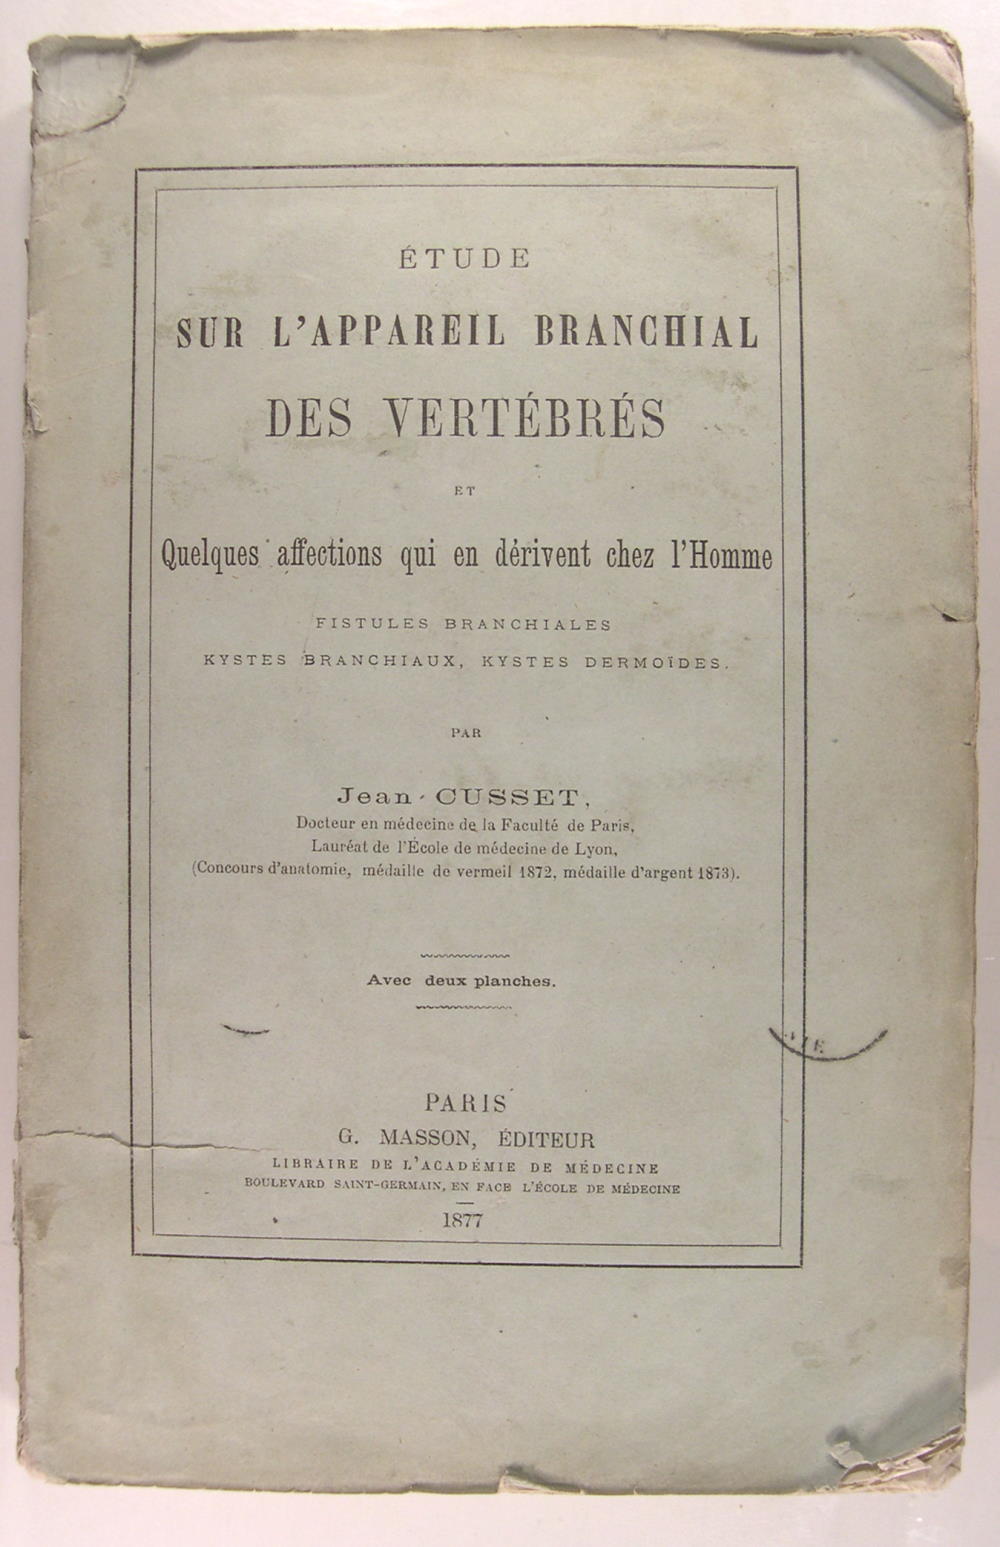 ÉTUDE
SUR L'APPAREIL BRANCHIAL
DES VERTÉBRÉS
ET
Quelques affections qui en dérivent chez l'Homme
FISTULES BRANCHIALES
KYSTES BRANCHIAUX, KYSTES DERMOÏDES.
PAR
Jean CUSSET,
Docteur en médecine de la Faculté de Paris,
Lauréat de l'École de médecine de Lyon,
(Concours d'anatomie, médaille de vermeil 1872, médaille d'argent 1873).
Avec deux planches.
PARIS
G. MASSON, ÉDITEUR
LIBRAIRE DE L'ACADÉMIE DE MÉDECINE
BOULEVARD SAINT-GERMAIN, EN FACE L'ÉCOLE DE MÉDECINE
1877